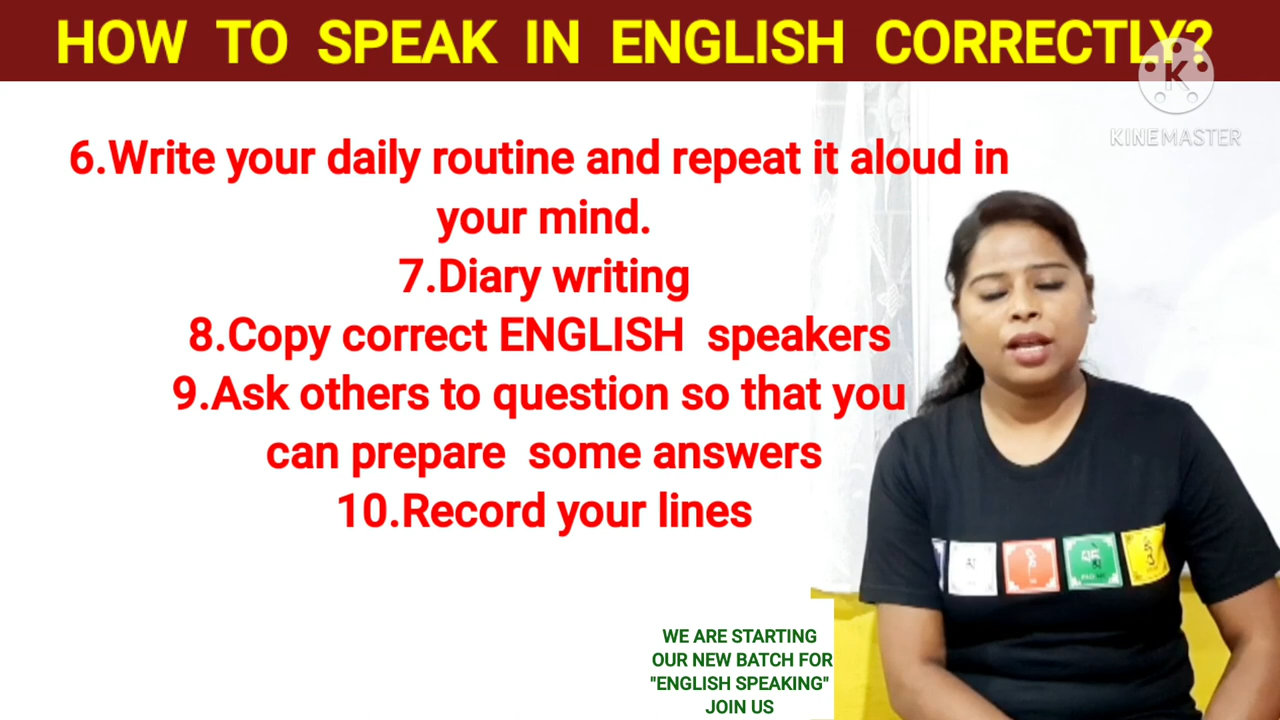 HOW TO SPEAK IN ENGLISH CORRECTLY?
KINEMASTER
6.Write your daily routine and repeat it aloud in
your mind.
7.Diary writing
8.Copy correct ENGLISH speakers
9.Ask others to question so that you
can prepare some answers
10.Record your lines
WE ARE STARTING
OUR NEW BATCH FOR
"ENGLISH SPEAKING"
JOIN US